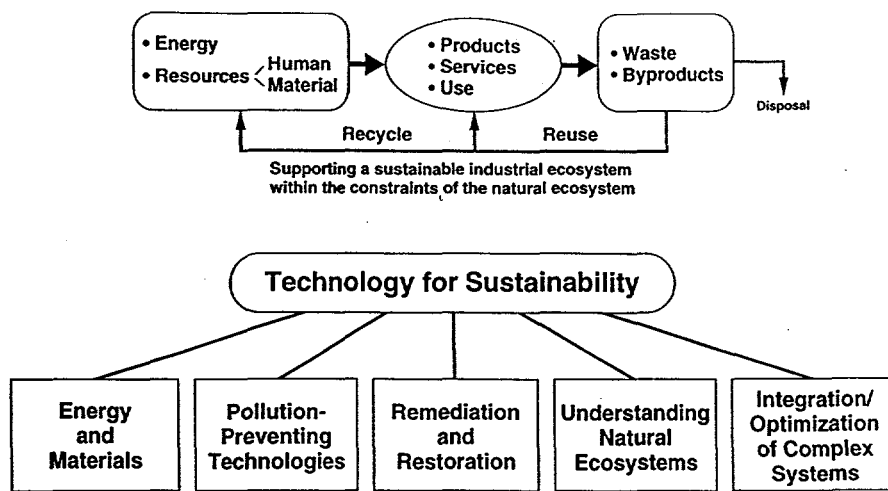 • Energy
• Resources
Human
Material
• Products
• Services
• Use
• Waste
• Byproducts
Disposal
Recycle
Reuse
Supporting a sustainable industrial ecosystem
within the constraints of the natural ecosystem
Technology for Sustainability
Energy
and
Materials
Pollution-
Preventing
Technologies
Remediation
and
Restoration
Understanding
Natural
Ecosystems
Integration/
Optimization
of Complex
Systems